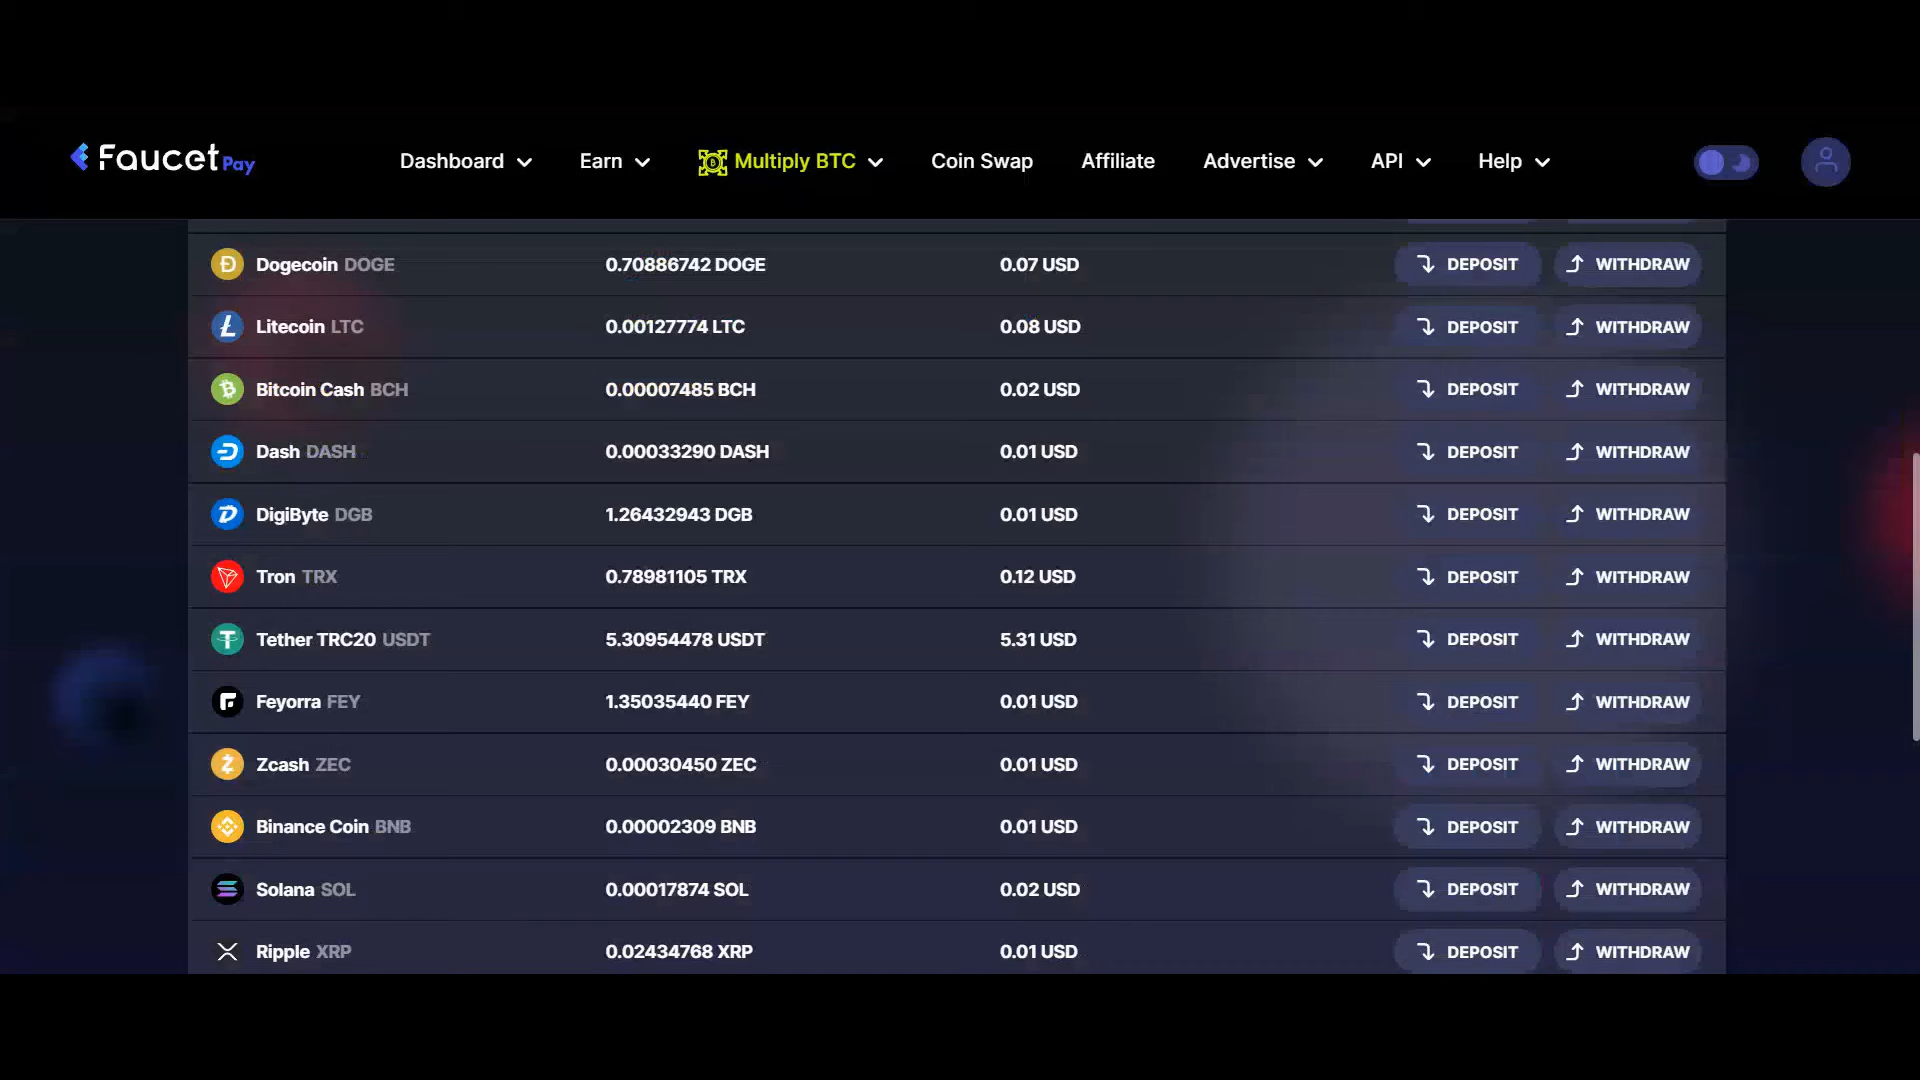 FaucetPay Dashboard Earn Multiply BTC Coin Swap Affiliate Advertise API Help
Dogecoin DOGE 0.70886742 DOGE 0.07 USD DEPOSIT WITHDRAW
Litecoin LTC 0.00127774 LTC 0.08 USD DEPOSIT WITHDRAW
Bitcoin Cash BCH 0.00007485 BCH 0.02 USD DEPOSIT WITHDRAW
Dash DASH 0.00033290 DASH 0.01 USD DEPOSIT WITHDRAW
DigiByte DGB 1.26432943 DGB 0.01 USD DEPOSIT WITHDRAW
Tron TRX 0.78981105 TRX 0.12 USD DEPOSIT WITHDRAW
Tether TRC20 USDT 5.30954478 USDT 5.31 USD DEPOSIT WITHDRAW
Feyorra FEY 1.35035440 FEY 0.01 USD DEPOSIT WITHDRAW
Zcash ZEC 0.00030450 ZEC 0.01 USD DEPOSIT WITHDRAW
Binance Coin BNB 0.00002309 BNB 0.01 USD DEPOSIT WITHDRAW
Solana SOL 0.00017874 SOL 0.02 USD DEPOSIT WITHDRAW
Ripple XRP 0.02434768 XRP 0.01 USD DEPOSIT WITHDRAW